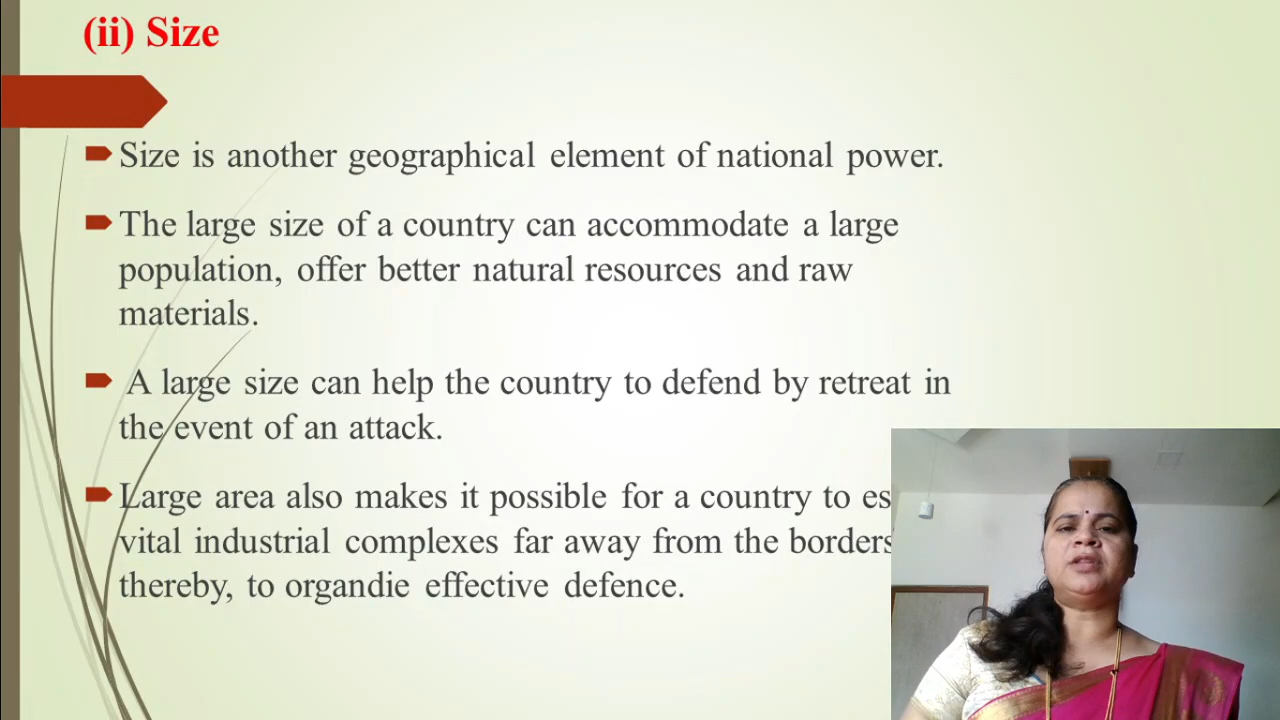 (ii) Size
Size is another geographical element of national power.
The large size of a country can accommodate a large
population, offer better natural resources and raw
materials.
A large size can help the country to defend by retreat in
the event of an attack.
Large area also makes it possible for a country to es
vital industrial complexes far away from the borders
thereby, to organdie effective defence.